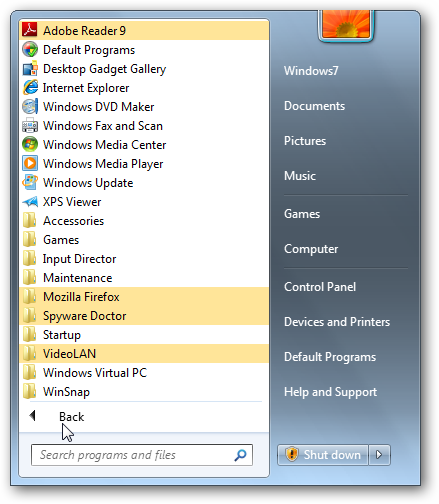 Adobe Reader 9
Default Programs
Desktop Gadget Gallery
Internet Explorer
Windows DVD Maker
Windows Fax and Scan
Windows Media Center
Windows Media Player
Windows Update
XPS Viewer
Accessories
Games
Input Director
Maintenance
Mozilla Firefox
Spyware Doctor
Startup
VideoLAN
Windows Virtual PC
WinSnap
Back
Search programs and files
Windows7
Documents
Pictures
Music
Games
Computer
Control Panel
Devices and Printers
Default Programs
Help and Support
Shut down